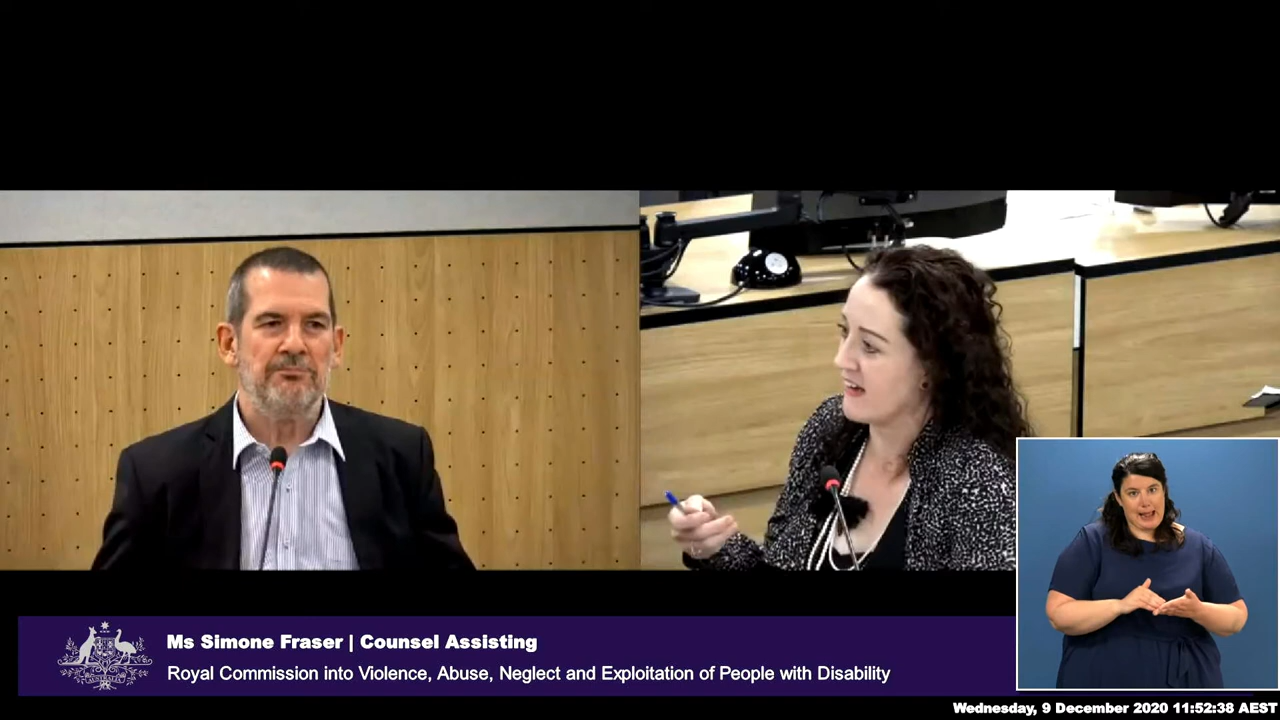 Ms Simone Fraser | Counsel Assisting
Royal Commission into Violence, Abuse, Neglect and Exploitation of People with Disability
Wednesday, 9 December 2020 11:52:38 AEST